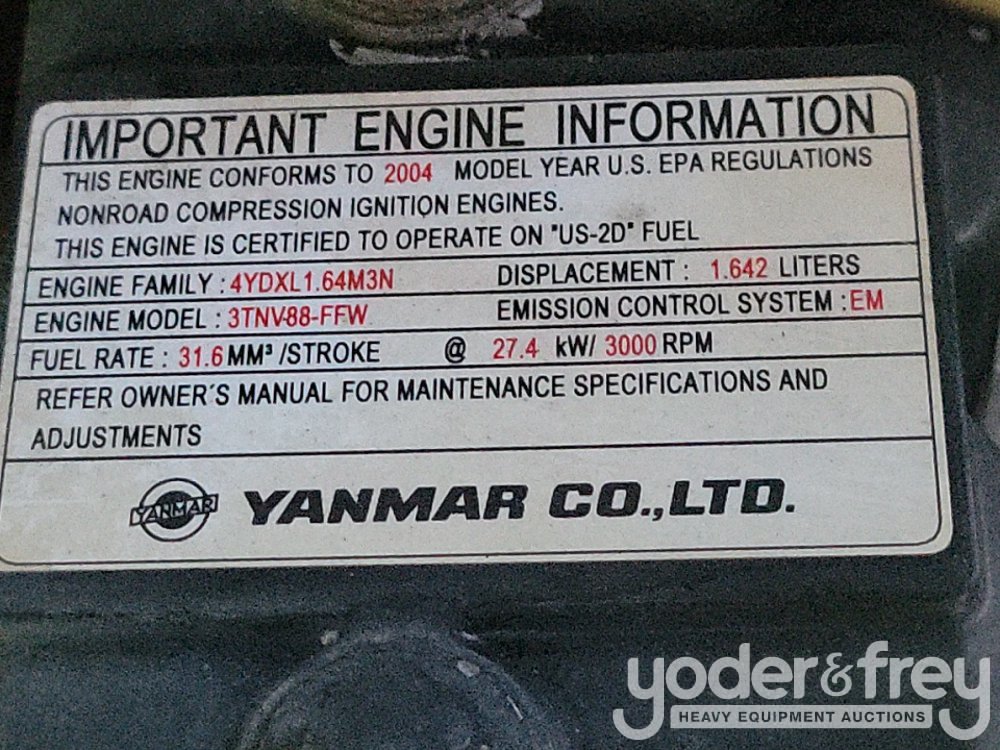 IMPORTANT ENGINE INFORMATION
THIS ENGINE CONFORMS TO 2004 MODEL YEAR U.S. EPA REGULATIONS
NONROAD COMPRESSION IGNITION ENGINES.
THIS ENGINE IS CERTIFIED TO OPERATE ON "US-2D" FUEL
ENGINE FAMILY : 4YDXL1.64M3N DISPLACEMENT : 1.642 LITERS
ENGINE MODEL : 3TNV88-FFW EMISSION CONTROL SYSTEM : EM
FUEL RATE : 31.6 MM³ /STROKE @ 27.4 kW/ 3000 RPM
REFER OWNER'S MANUAL FOR MAINTENANCE SPECIFICATIONS AND
ADJUSTMENTS
YANMAR YANMAR CO.,LTD.
yoder&frey
HEAVY EQUIPMENT AUCTIONS